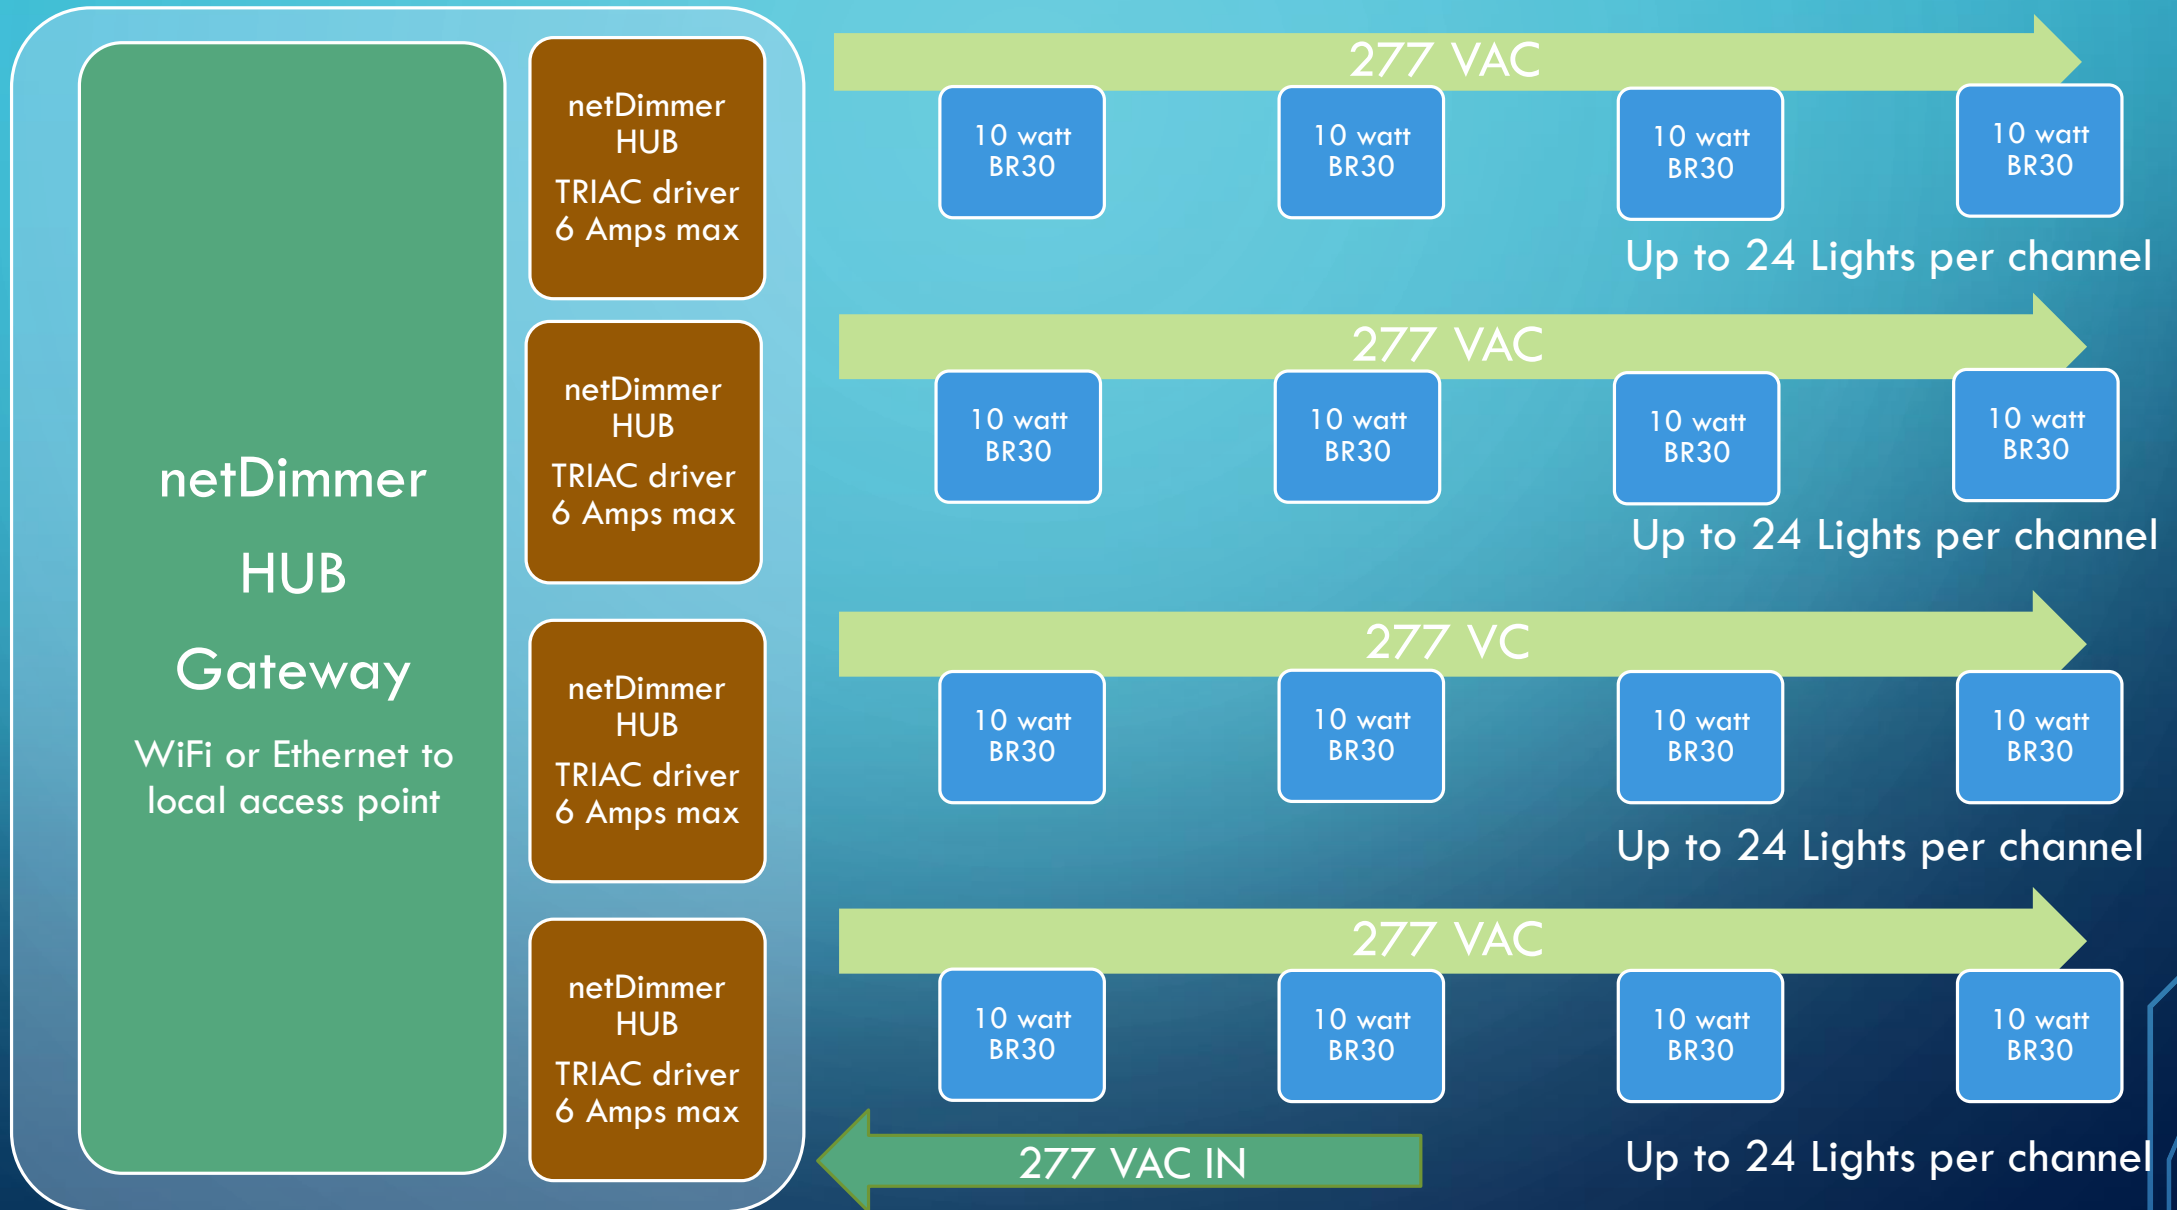 netDimmer
HUB
Gateway
WiFi or Ethernet to
local access point
netDimmer
HUB
TRIAC driver
6 Amps max
277 VAC
10 watt
BR30
10 watt
BR30
10 watt
BR30
10 watt
BR30
Up to 24 Lights per channel
netDimmer
HUB
TRIAC driver
6 Amps max
277 VAC
10 watt
BR30
10 watt
BR30
10 watt
BR30
10 watt
BR30
Up to 24 Lights per channel
netDimmer
HUB
TRIAC driver
6 Amps max
277 VC
10 watt
BR30
10 watt
BR30
10 watt
BR30
10 watt
BR30
Up to 24 Lights per channel
netDimmer
HUB
TRIAC driver
6 Amps max
277 VAC
10 watt
BR30
10 watt
BR30
10 watt
BR30
10 watt
BR30
277 VAC IN
Up to 24 Lights per channel